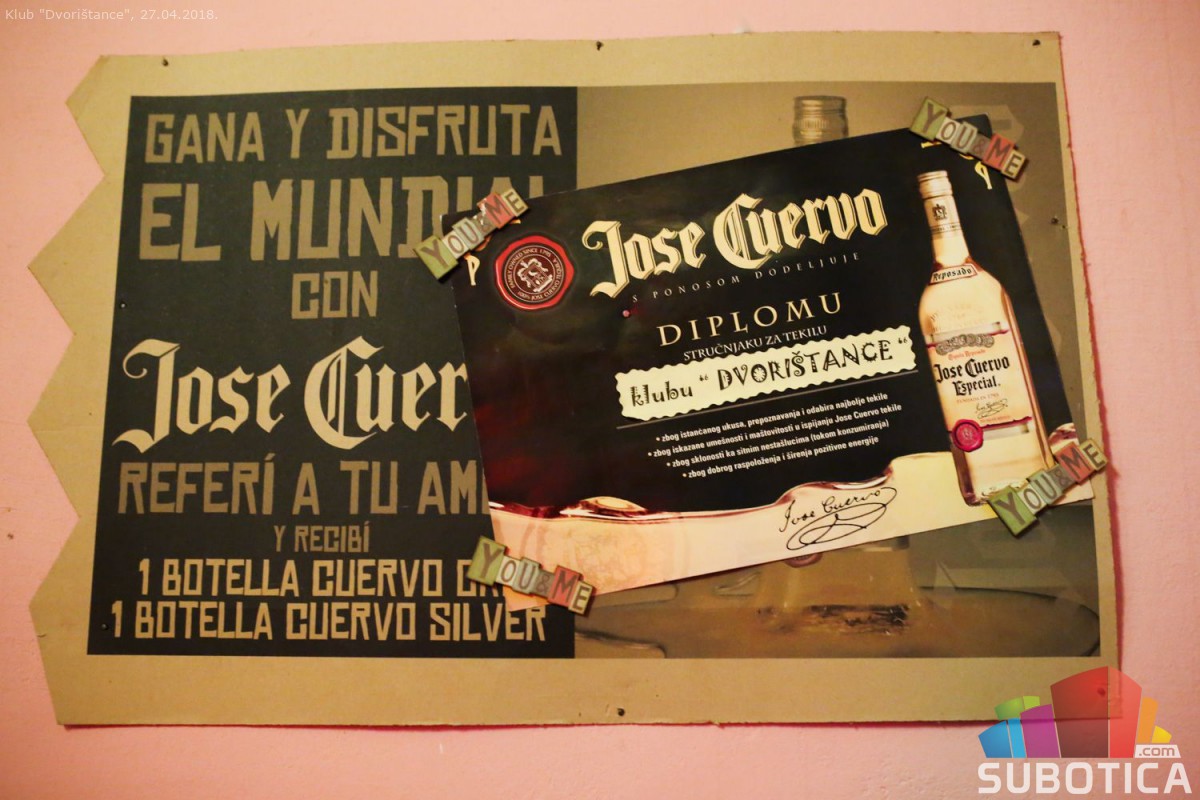 Klub "Dvorištance", 27.04.2018.
GANA Y DISFRUTA
EL MUNDIAL
CON
Jose Cuer
REFERÍ A TU AM
Y RECIBÍ
1 BOTELLA CUERVO
1 BOTELLA CUERVO SILVER
YOU&ME
YOU&ME
YOU&ME
YOU&ME
Jose Cuervo
S PONOSOM DODELJUJE
DIPLOMU
STRUČNJAKU ZA TEKILU
klubu “ DVORIŠTANCE “
• zbog istančanog ukusa, prepoznavanja i odabira najbolje tekile
• zbog iskazane umešnosti i maštovitosti u ispijanju Jose Cuervo tekile
• zbog sklonosti ka sitnim nestašlucima (tokom konzumiranja)
• zbog dobrog raspoloženja i širenja pozitivne energije
Jose Cuervo
Reposado
Jose Cuervo
Especial.
SUBOTICA
.com